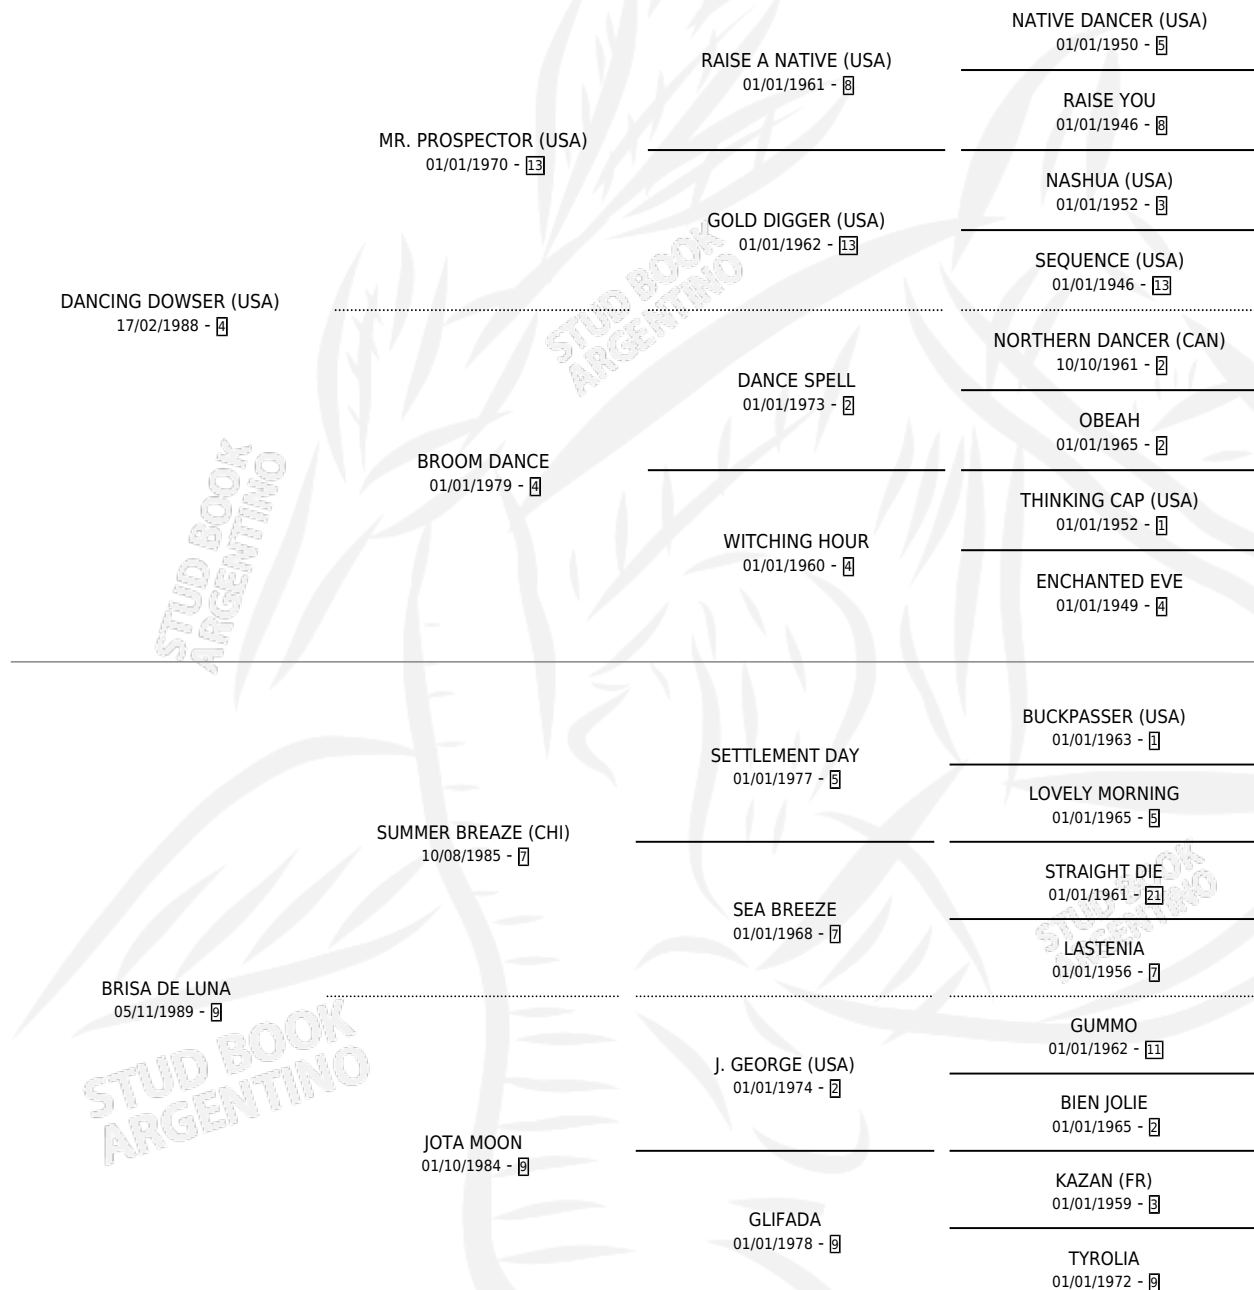 NATIVE DANCER (USA)
01/01/1950 - 5
RAISE A NATIVE (USA)
01/01/1961 - 8
RAISE YOU
01/01/1946 - 8
MR. PROSPECTOR (USA)
01/01/1970 - 13
NASHUA (USA)
01/01/1952 - 3
GOLD DIGGER (USA)
01/01/1962 - 13
SEQUENCE (USA)
01/01/1946 - 13
DANCING DOWSER (USA)
17/02/1988 - 4
NORTHERN DANCER (CAN)
10/10/1961 - 2
DANCE SPELL
01/01/1973 - 2
OBEAH
01/01/1965 - 2
BROOM DANCE
01/01/1979 - 4
THINKING CAP (USA)
01/01/1952 - 1
WITCHING HOUR
01/01/1960 - 4
ENCHANTED EVE
01/01/1949 - 4
BUCKPASSER (USA)
01/01/1963 - 1
SETTLEMENT DAY
01/01/1977 - 5
LOVELY MORNING
01/01/1965 - 5
SUMMER BREAZE (CHI)
10/08/1985 - 7
STRAIGHT DIE
01/01/1961 - 21
SEA BREEZE
01/01/1968 - 7
LASTENIA
01/01/1956 - 7
BRISA DE LUNA
05/11/1989 - 9
GUMMO
01/01/1962 - 11
J. GEORGE (USA)
01/01/1974 - 2
BIEN JOLIE
01/01/1965 - 2
JOTA MOON
01/10/1984 - 9
KAZAN (FR)
01/01/1959 - 3
GLIFADA
01/01/1978 - 9
TYROLIA
01/01/1972 - 9
STUD BOOK
ARGENTINO
STUD BOOK
ARGENTINO
STUD BOOK
ARGENTINO
STUD BOOK
ARGENTINO